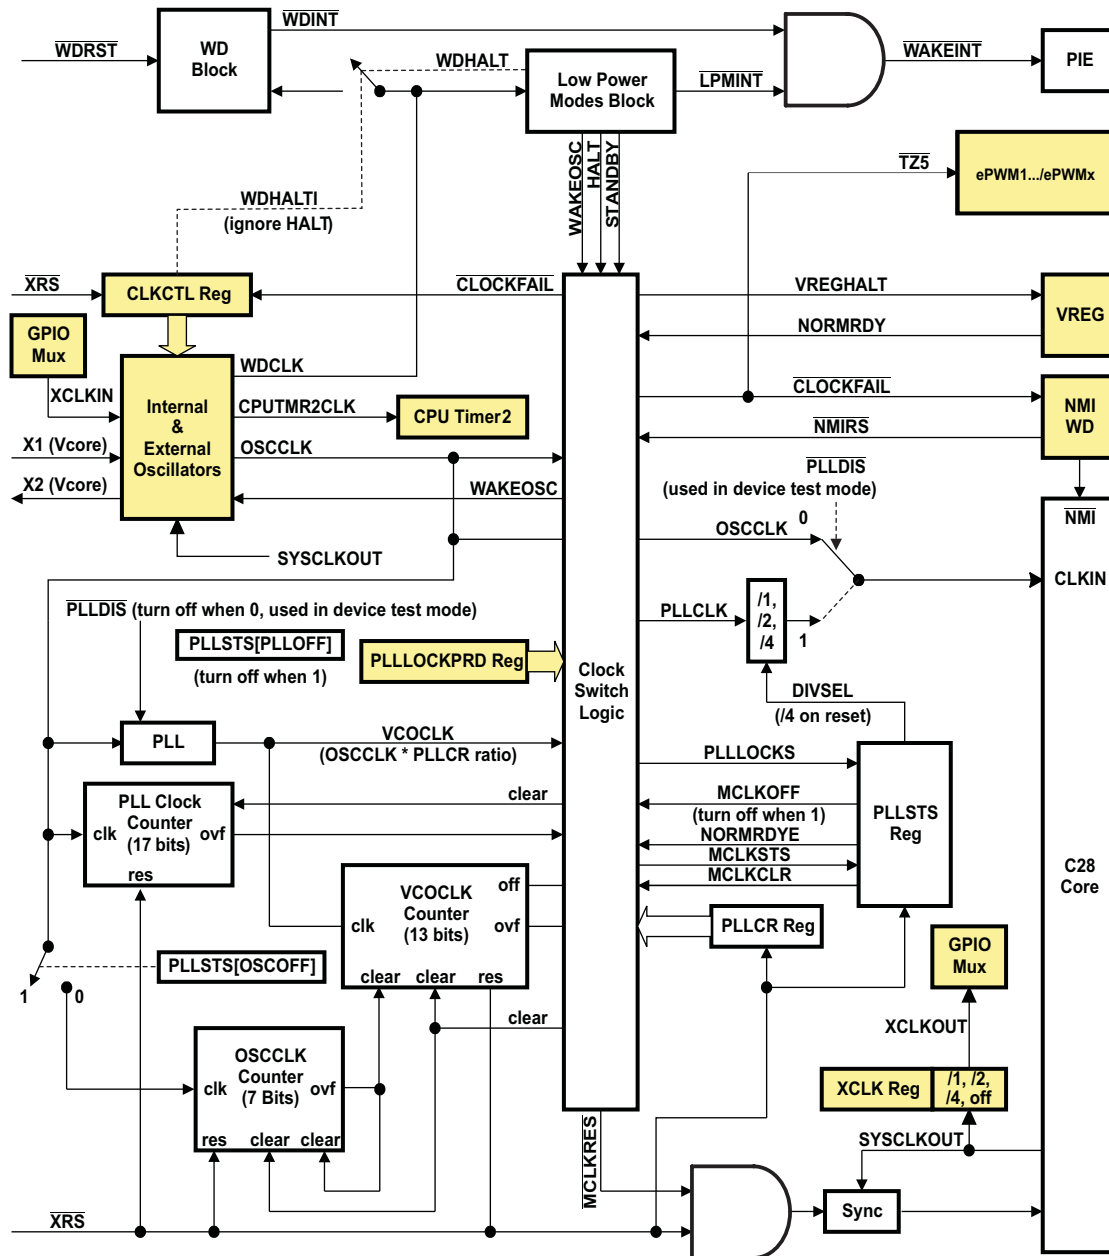 WDINT
WDRST
WD
Block
WDHALT
Low Power
Modes Block
LPMINT
WAKEINT
PIE
WAKEOSC
HALT
STANDBY
TZ5
ePWM1.../ePWMx
WDHALTI
(ignore HALT)
XRS
CLKCTL Reg
CLOCKFAIL
VREGHALT
VREG
NORMRDY
GPIO
Mux
XCLKIN
WDCLK
Internal
&
External
Oscillators
CPUTMR2CLK
CPU Timer2
CLOCKFAIL
NMI
WD
NMIRS
X1 (Vcore)
OSCCLK
X2 (Vcore)
WAKEOSC
PLLDIS
(used in device test mode)
SYSCLKOUT
OSCCLK
0
NMI
CLKIN
PLLDIS (turn off when 0, used in device test mode)
PLLSTS[PLLOFF]
(turn off when 1)
PLLLOCKPRD Reg
Clock
Switch
Logic
PLLCLK
/1,
/2,
/4
1
DIVSEL
(/4 on reset)
PLL
VCOCLK
(OSCCLK * PLLCR ratio)
PLLLOCKS
MCLKOFF
(turn off when 1)
NORMRDYE
MCLKSTS
MCLKCLR
PLLSTS
Reg
PLL Clock
Counter
(17 bits)
clk
ovf
res
clear
C28
Core
VCOCLK
Counter
(13 bits)
off
clk
ovf
clear
clear
res
PLLCR Reg
GPIO
Mux
PLLSTS[OSCOFF]
1
0
clear
XCLKOUT
OSCCLK
Counter
(7 Bits)
clk
ovf
res
clear
clear
XCLK Reg
/1, /2,
/4, off
SYSCLKOUT
MCLKRES
Sync
XRS